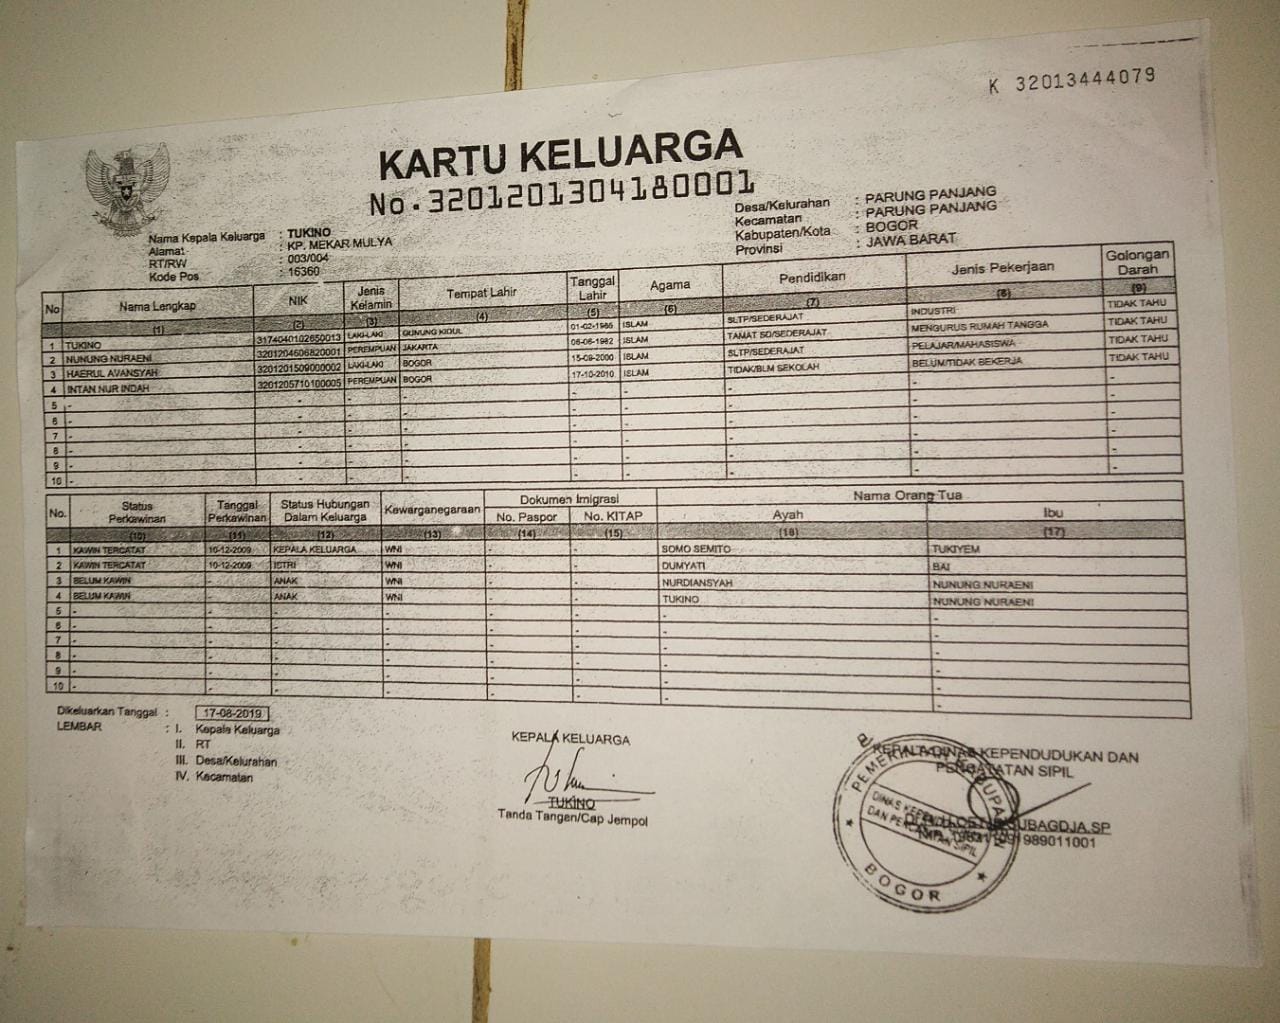 K 32013444079
KARTU KELUARGA
No.3201201304180001
Nama Kepala Keluarga : TUKINO
Alamat : KP. MEKAR MULYA
RT/RW : 003/004
Kode Pos : 16360
Desa/Kelurahan : PARUNG PANJANG
Kecamatan : PARUNG PANJANG
Kabupaten/Kota : BOGOR
Provinsi : JAWA BARAT
No Nama Lengkap NIK Jenis Kelamin Tempat Lahir Tanggal Lahir Agama Pendidikan Jenis Pekerjaan Golongan Darah
(1) (2) (3) (4) (5) (6) (7) (8) (9)
1 TUKINO 3174040102650013 LAKI-LAKI GUNUNG KIDUL 01-02-1965 ISLAM SLTP/SEDERAJAT INDUSTRI TIDAK TAHU
2 NUNUNG NURAENI 3201204606820001 PEREMPUAN JAKARTA 06-06-1982 ISLAM TAMAT SD/SEDERAJAT MENGURUS RUMAH TANGGA TIDAK TAHU
3 HAERUL AVANSYAH 3201201509000002 LAKI-LAKI BOGOR 15-09-2000 ISLAM SLTP/SEDERAJAT PELAJAR/MAHASISWA TIDAK TAHU
4 INTAN NUR INDAH 3201205710100005 PEREMPUAN BOGOR 17-10-2010 ISLAM TIDAK/BLM SEKOLAH BELUM/TIDAK BEKERJA TIDAK TAHU
5 - - - - - - - -
6 - - - - - - - -
7 - - - - - - - -
8 - - - - - - - -
9 - - - - - - - -
10 - - - - - - - -
No. Status Perkawinan Tanggal Perkawinan Status Hubungan Dalam Keluarga Kewarganegaraan Dokumen Imigrasi Nama Orang Tua
No. Paspor No. KITAP Ayah Ibu
(10) (11) (12) (13) (14) (15) (16) (17)
1 KAWIN TERCATAT 10-12-2009 KEPALA KELUARGA WNI - - SOMO SEMITO TUKIYEM
2 KAWIN TERCATAT 10-12-2009 ISTRI WNI - - DUMYATI BAI
3 BELUM KAWIN - ANAK WNI - - NURDIANSYAH NUNUNG NURAENI
4 BELUM KAWIN - ANAK WNI - - TUKINO NUNUNG NURAENI
5 - - - - - - - -
6 - - - - - - - -
7 - - - - - - - -
8 - - - - - - - -
9 - - - - - - - -
10 - - - - - - - -
Dikeluarkan Tanggal : 17-08-2019
LEMBAR : I. Kepala Keluarga
II. RT
III. Desa/Kelurahan
IV. Kecamatan
KEPALA KELUARGA
TUKINO
Tanda Tangan/Cap Jempol
KEPALA DINAS KEPENDUDUKAN DAN
PENCATATAN SIPIL
SUBAGDJA.SP
1989011001
PEMERINTAH KABUPATEN
DINAS KEPENDUDUKAN
DAN PENCATATAN SIPIL
BOGOR